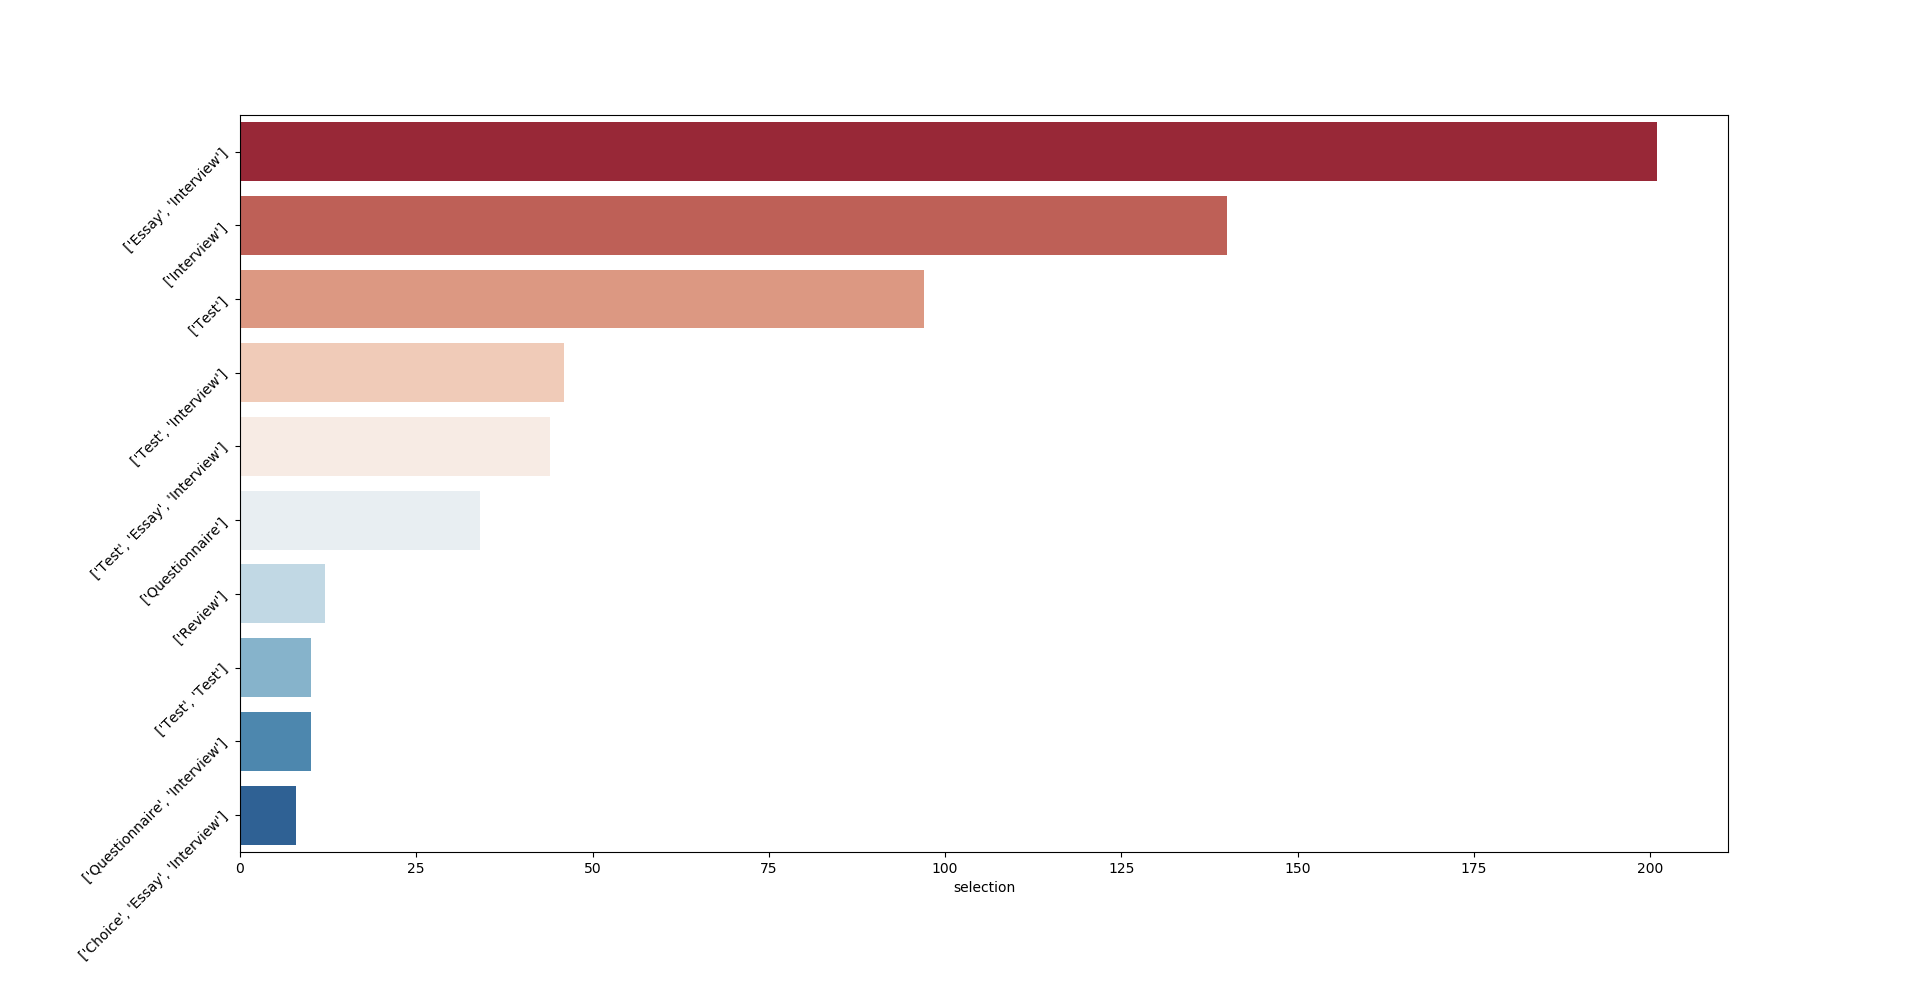 ['Essay', 'Interview']
['Interview']
['Test']
['Test', 'Interview']
['Test', 'Essay', 'Interview']
['Questionnaire']
['Review']
['Test', 'Test']
['Questionnaire', 'Interview']
['Choice', 'Essay', 'Interview']
0 25 50 75 100 125 150 175 200
selection